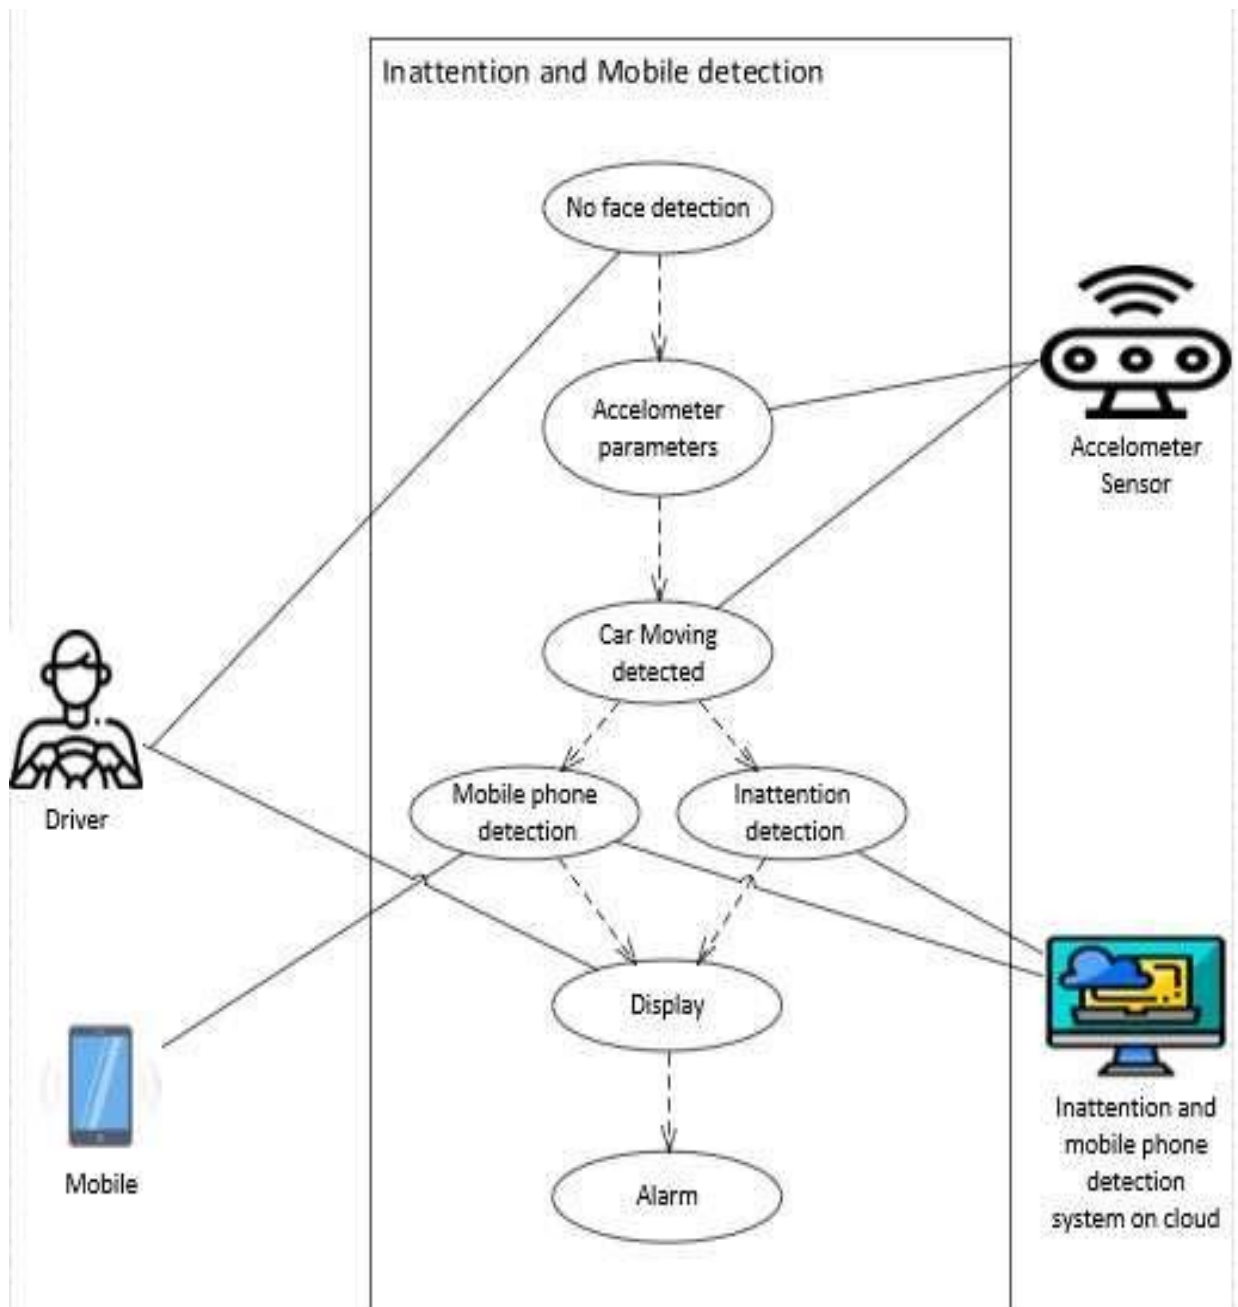 Inattention and Mobile detection
No face detection
Accelometer
parameters
Accelometer
Sensor
Car Moving
detected
Driver
Mobile phone
detection
Inattention
detection
Display
Mobile
Alarm
Inattention and
mobile phone
detection
system on cloud